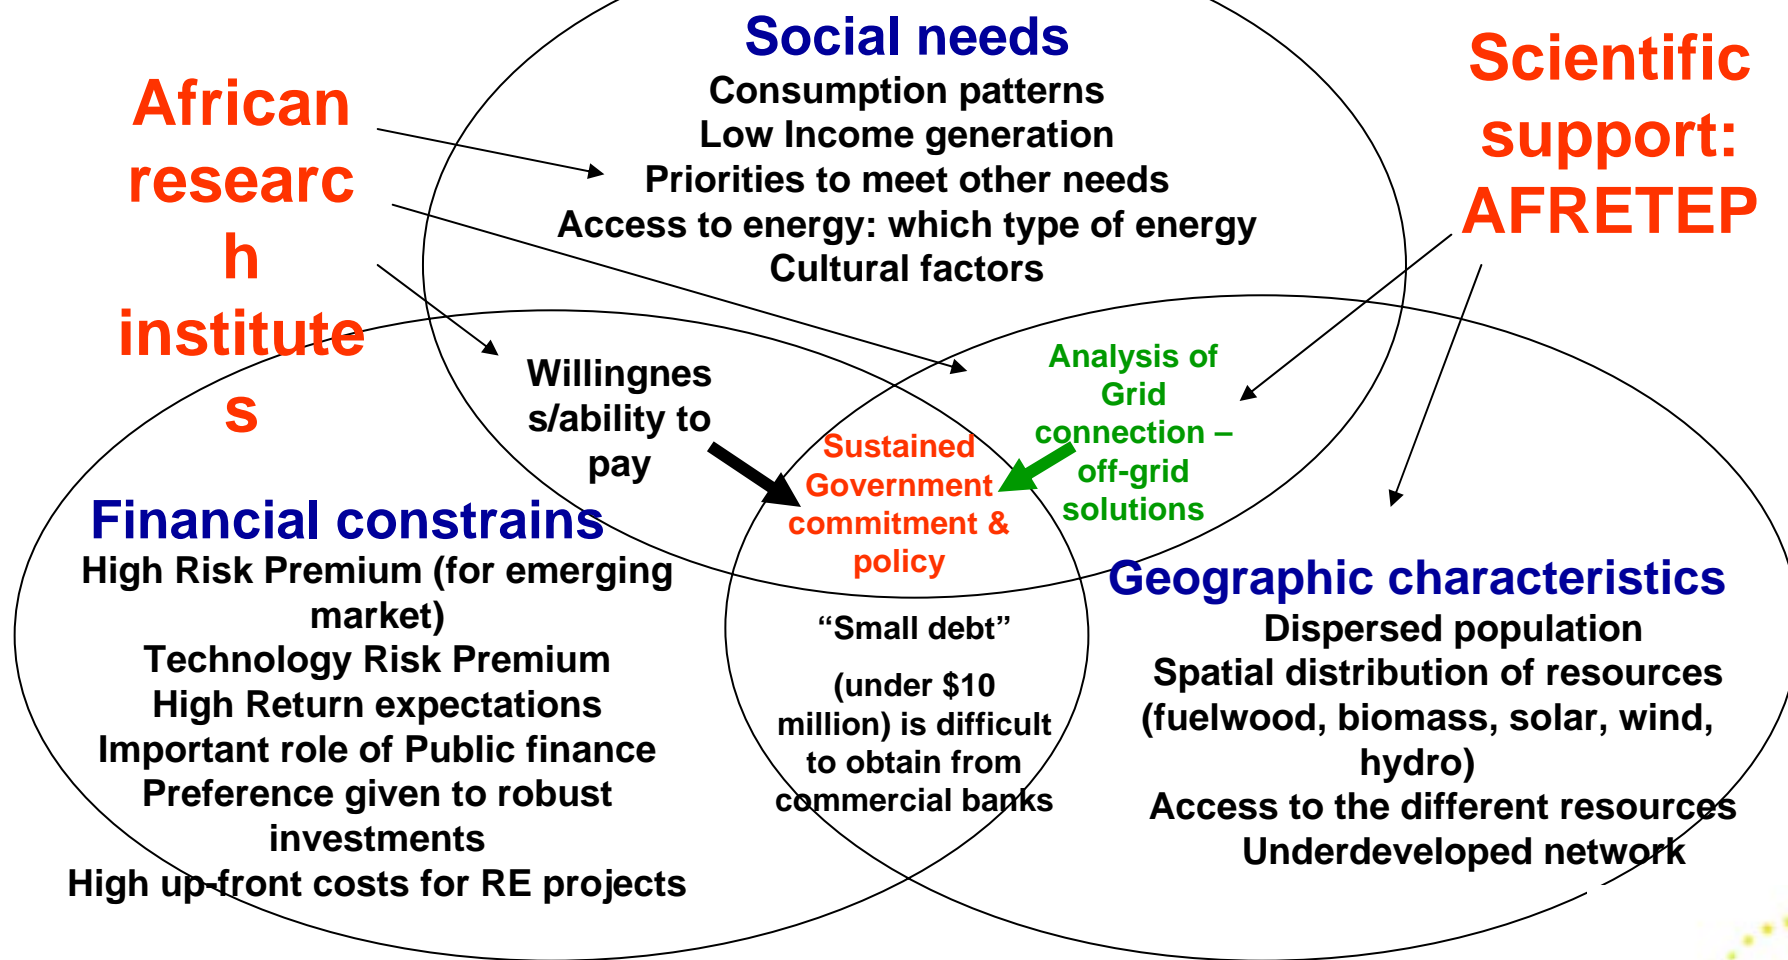 Social needs
Consumption patterns
Low Income generation
Priorities to meet other needs
Access to energy: which type of energy
Cultural factors
African
researc
h
institute
s
Scientific
support:
AFRETEP
Willingnes
s/ability to
pay
Analysis of
Grid
connection –
off-grid
solutions
Sustained
Government
commitment &
policy
Financial constrains
High Risk Premium (for emerging
market)
Technology Risk Premium
High Return expectations
Important role of Public finance
Preference given to robust
investments
High up-front costs for RE projects
“Small debt”
(under $10
million) is difficult
to obtain from
commercial banks
Geographic characteristics
Dispersed population
Spatial distribution of resources
(fuelwood, biomass, solar, wind,
hydro)
Access to the different resources
Underdeveloped network